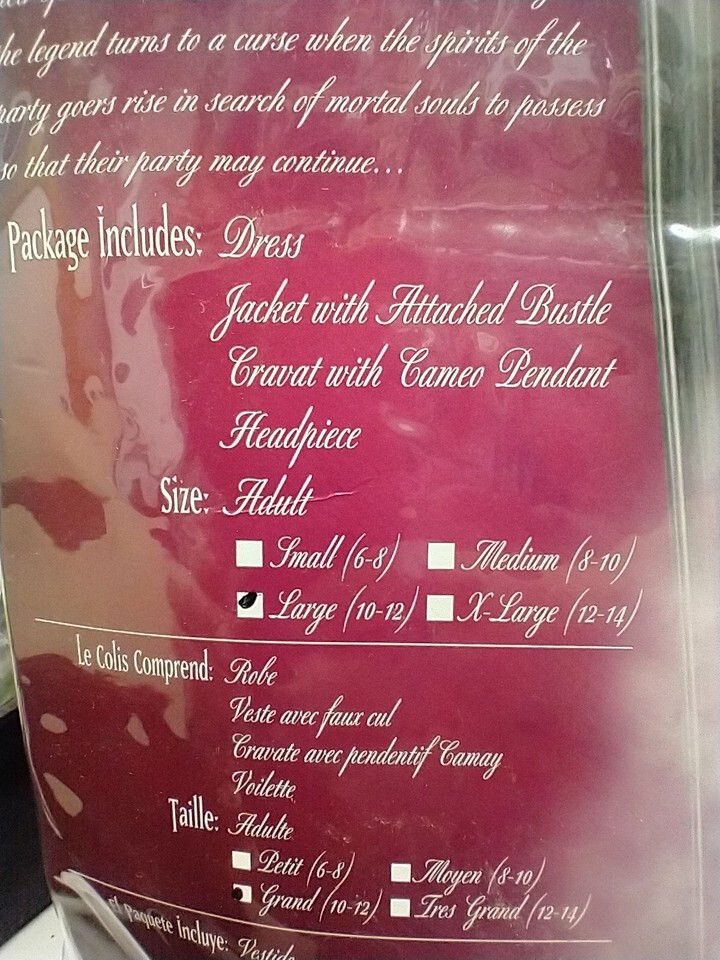 he legend turns to a curse when the spirits of the
party goers rise in search of mortal souls to possess
so that their party may continue...
Package Includes: Dress
Jacket with Attached Bustle
Cravat with Cameo Pendant
Headpiece
Size: Adult
Small (6-8) Medium (8-10)
Large (10-12) X-Large (12-14)
Le Colis Comprend: Robe
Veste avec faux cul
Cravate avec pendentif Camay
Voilette
Taille: Adulte
Petit (6-8) Moyen (8-10)
Grand (10-12) Tres Grand (12-14)
el Paquete Incluye: Vestido